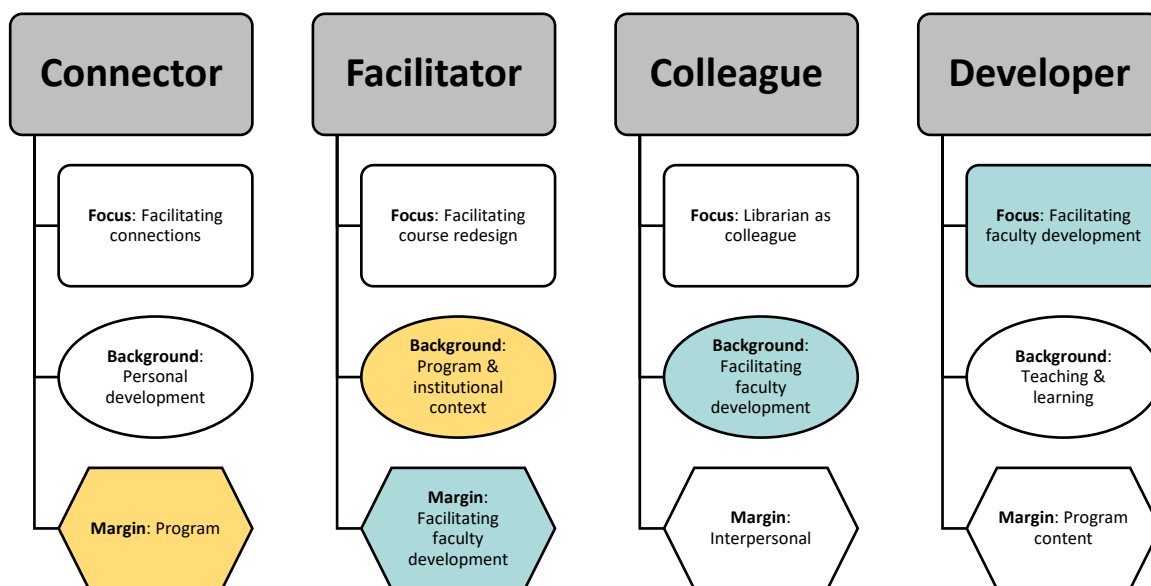 Connector
Facilitator
Colleague
Developer
Focus: Facilitating
connections
Focus: Facilitating
course redesign
Focus: Librarian as
colleague
Focus: Facilitating
faculty development
Background:
Personal
development
Background:
Program &
institutional
context
Background:
Facilitating
faculty
development
Background:
Teaching &
learning
Margin: Program
Margin:
Facilitating
faculty
development
Margin:
Interpersonal
Margin: Program
content